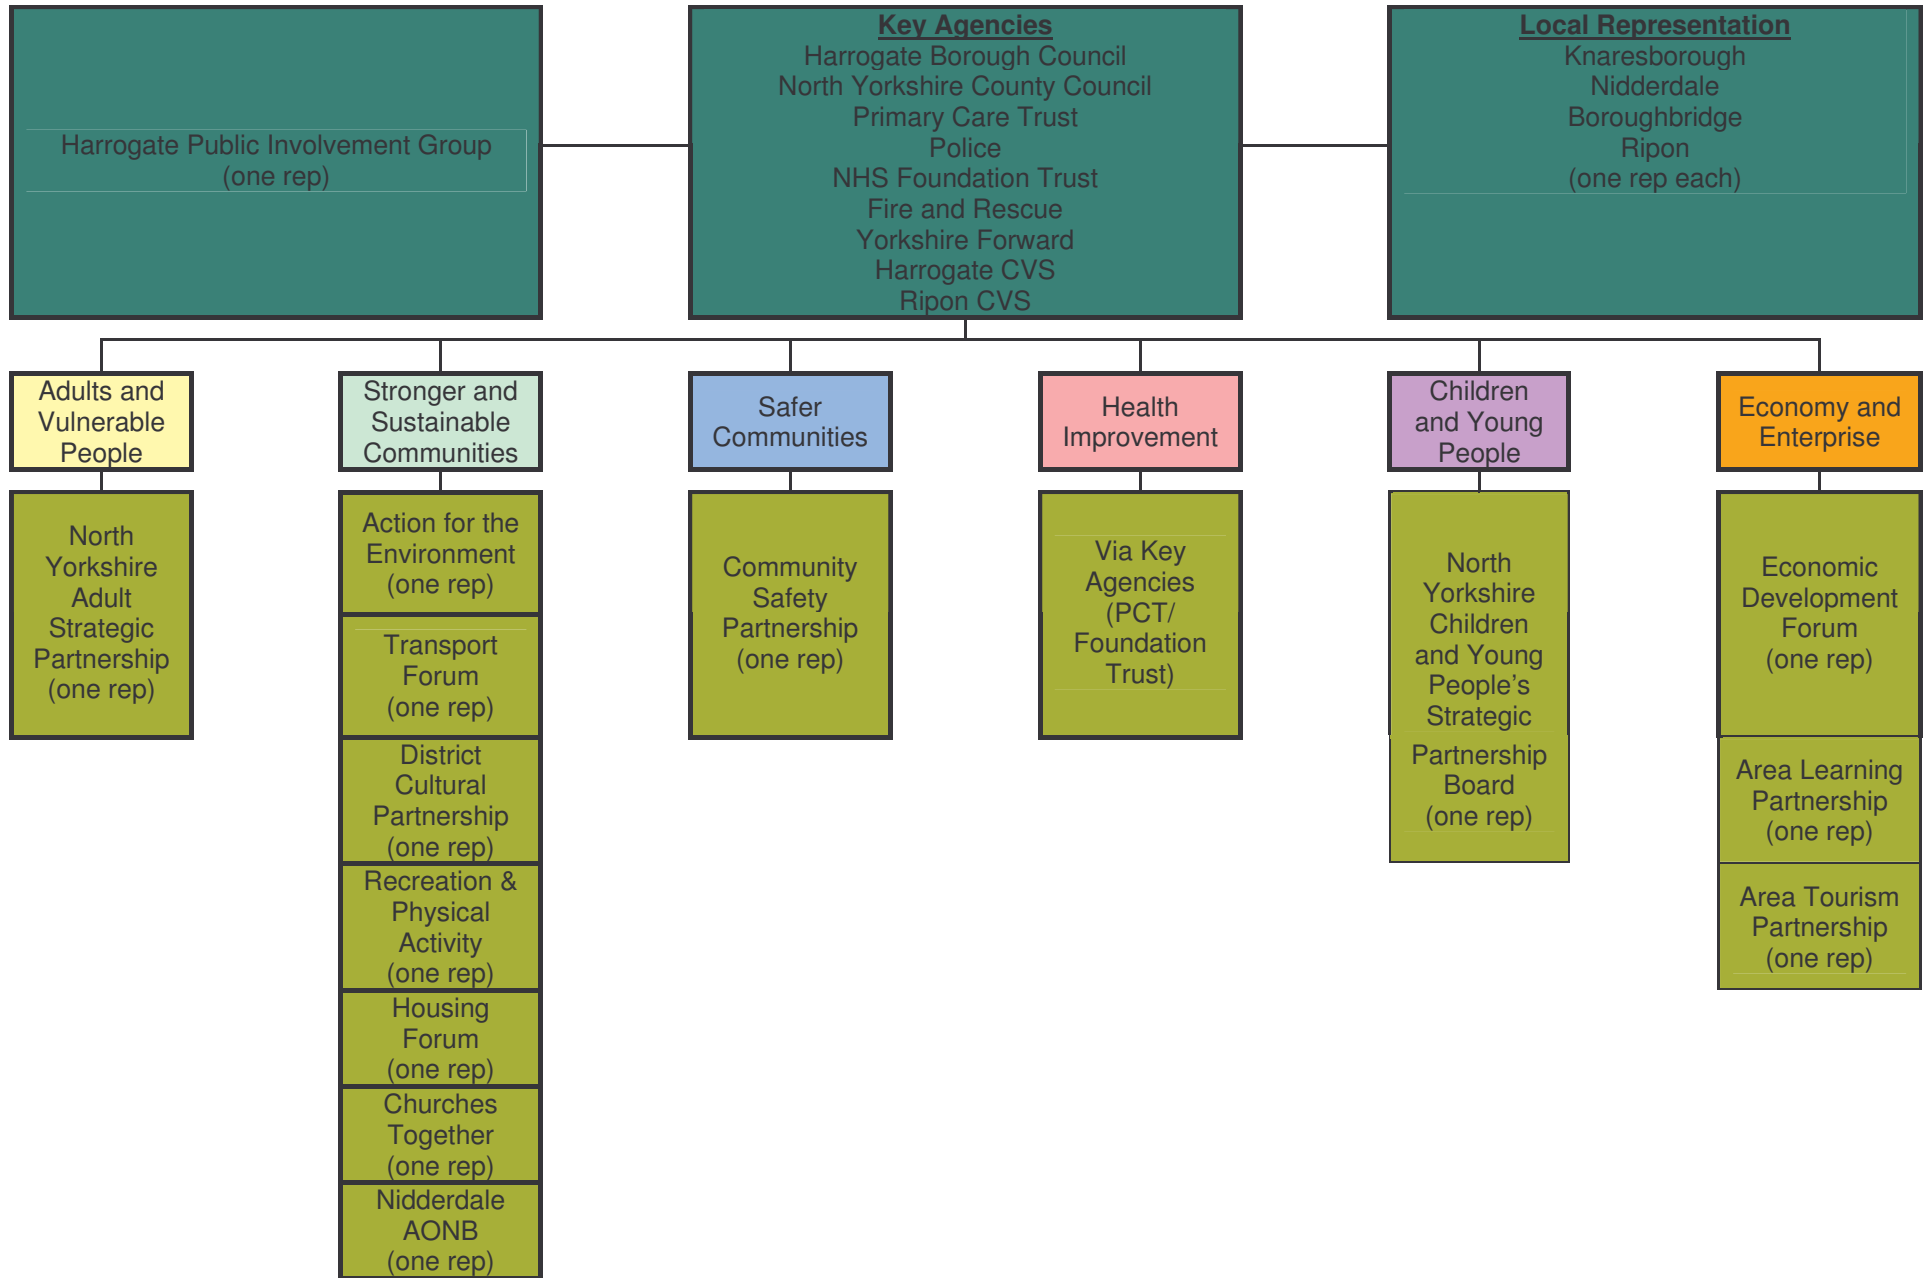 Harrogate Public Involvement Group
(one rep)
Key Agencies
Harrogate Borough Council
North Yorkshire County Council
Primary Care Trust
Police
NHS Foundation Trust
Fire and Rescue
Yorkshire Forward
Harrogate CVS
Ripon CVS
Local Representation
Knaresborough
Nidderdale
Boroughbridge
Ripon
(one rep each)
Adults and
Vulnerable
People
Stronger and
Sustainable
Communities
Safer
Communities
Health
Improvement
Children
and Young
People
Economy and
Enterprise
North
Yorkshire
Adult
Strategic
Partnership
(one rep)
Action for the
Environment
(one rep)
Transport
Forum
(one rep)
District
Cultural
Partnership
(one rep)
Recreation &
Physical
Activity
(one rep)
Housing
Forum
(one rep)
Churches
Together
(one rep)
Nidderdale
AONB
(one rep)
Community
Safety
Partnership
(one rep)
Via Key
Agencies
(PCT/
Foundation
Trust)
North
Yorkshire
Children
and Young
People’s
Strategic
Partnership
Board
(one rep)
Economic
Development
Forum
(one rep)
Area Learning
Partnership
(one rep)
Area Tourism
Partnership
(one rep)